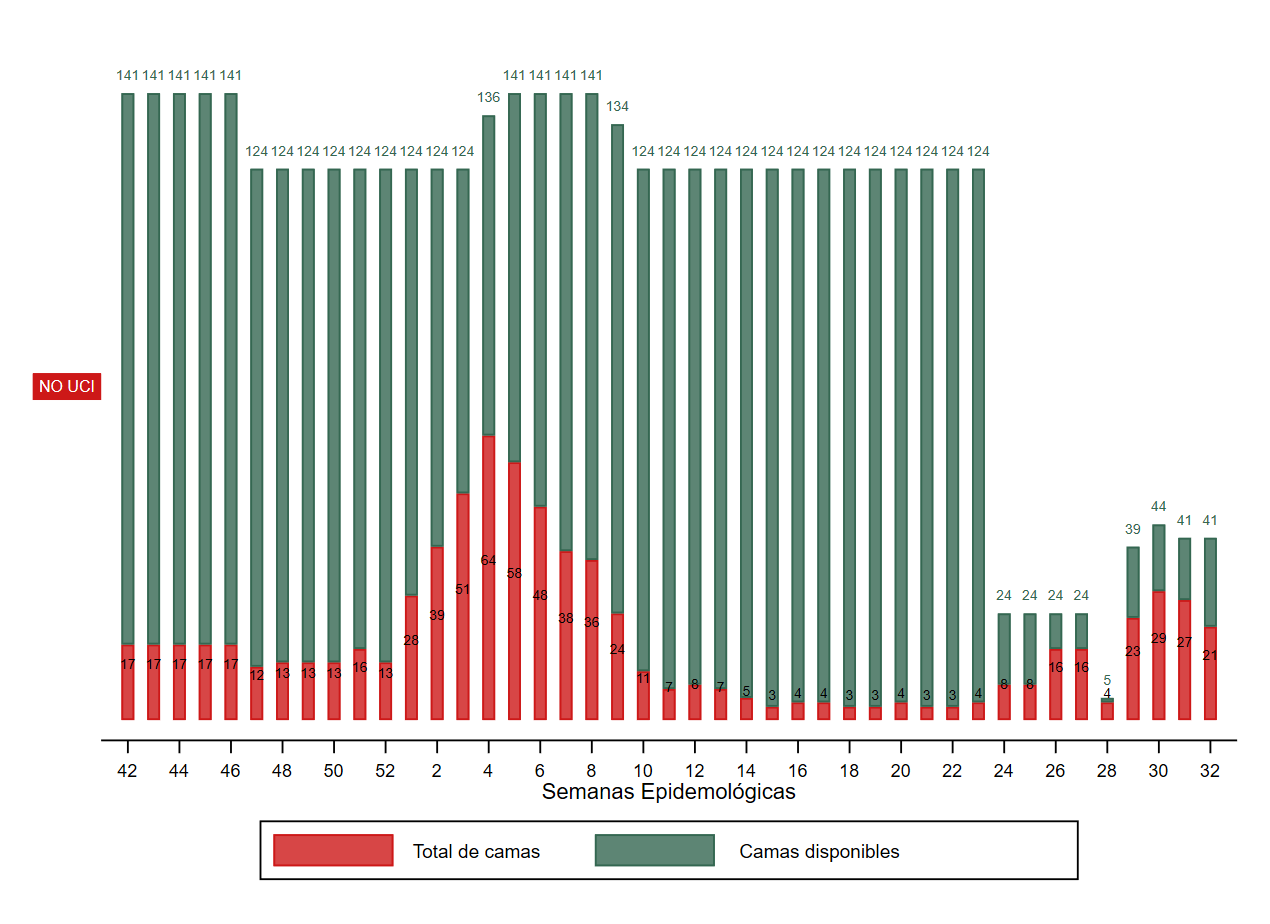 141 141 141 141 141 141 141 141 141
136
134
124 124 124 124 124 124 124 124 124 124 124 124 124 124 124 124 124 124 124 124 124 124 124
NO UCI
44
39 41 41
24 24 24 24
5
17 17 17 17 17 12 13 13 13 16 13 28 39 51 64 58 48 38 36 24 11 7 8 7 5 3 4 4 3 3 4 3 3 4 8 8 16 16 4 23 29 27 21
42 44 46 48 50 52 2 4 6 8 10 12 14 16 18 20 22 24 26 28 30 32
Semanas Epidemológicas
Total de camas Camas disponibles